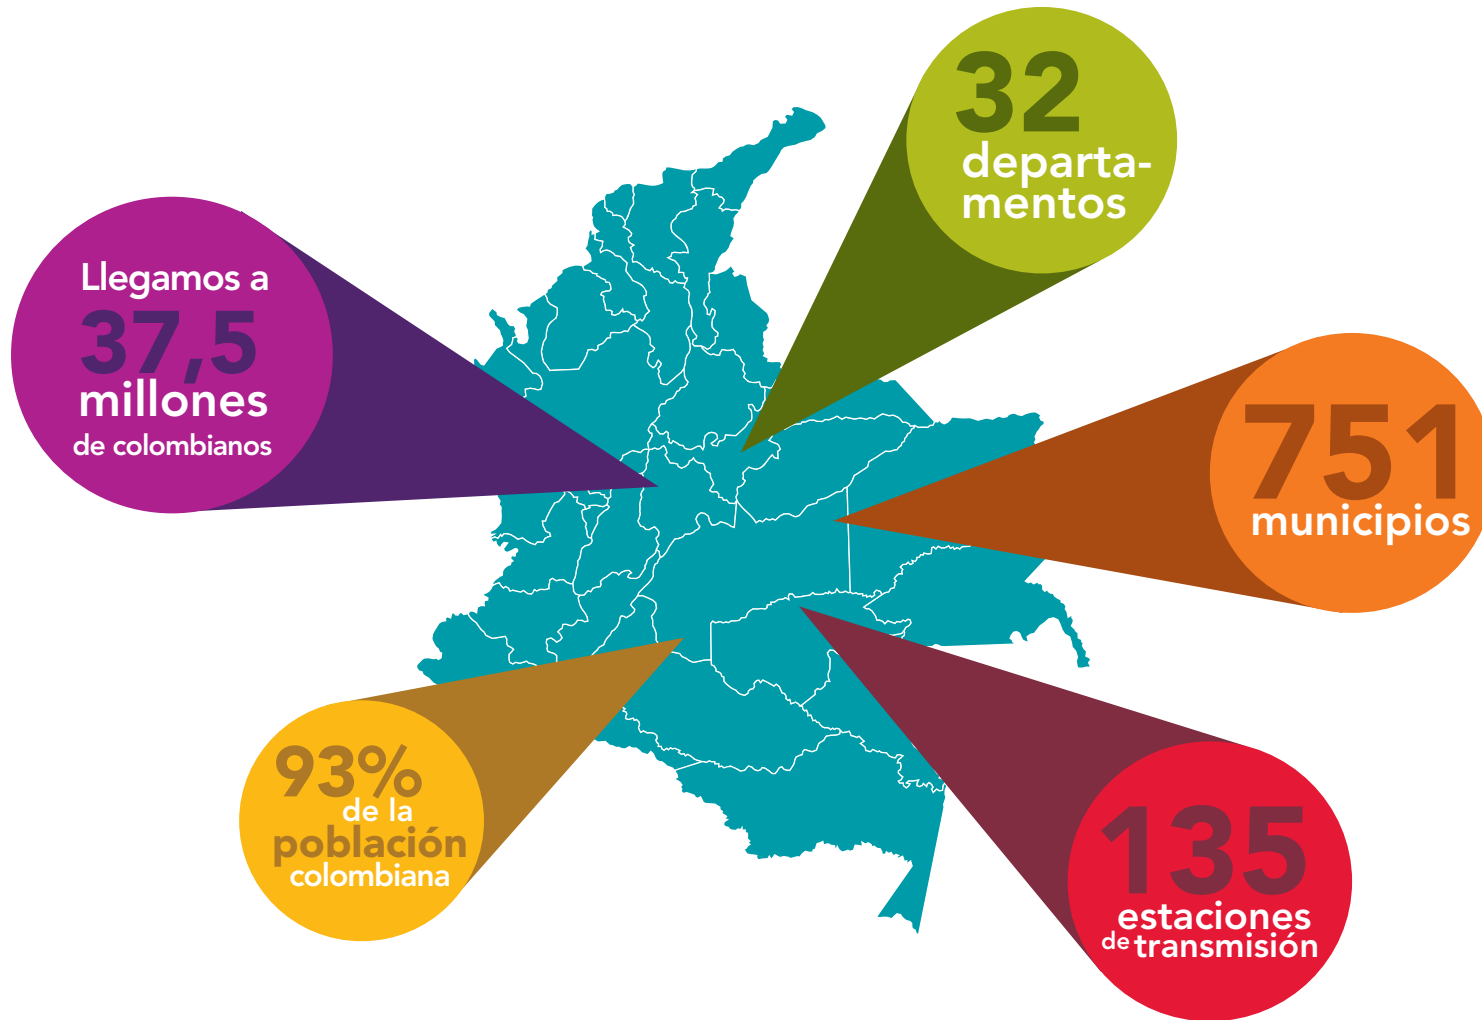 32
departa-
mentos
Llegamos a
37,5
millones
de colombianos
751
municipios
93%
de la
población
colombiana
135
estaciones
de transmisión